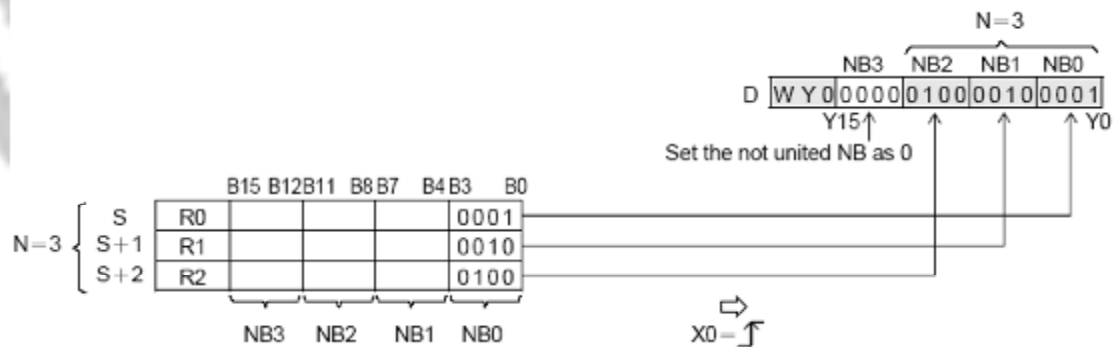 N=3
NB3 NB2 NB1 NB0
D WY0 0000 0100 0010 0001
Y15 Y0
Set the not united NB as 0
B15 B12 B11 B8 B7 B4 B3 B0
S R0 0001
N=3 S+1 R1 0010
S+2 R2 0100
NB3 NB2 NB1 NB0
X0-